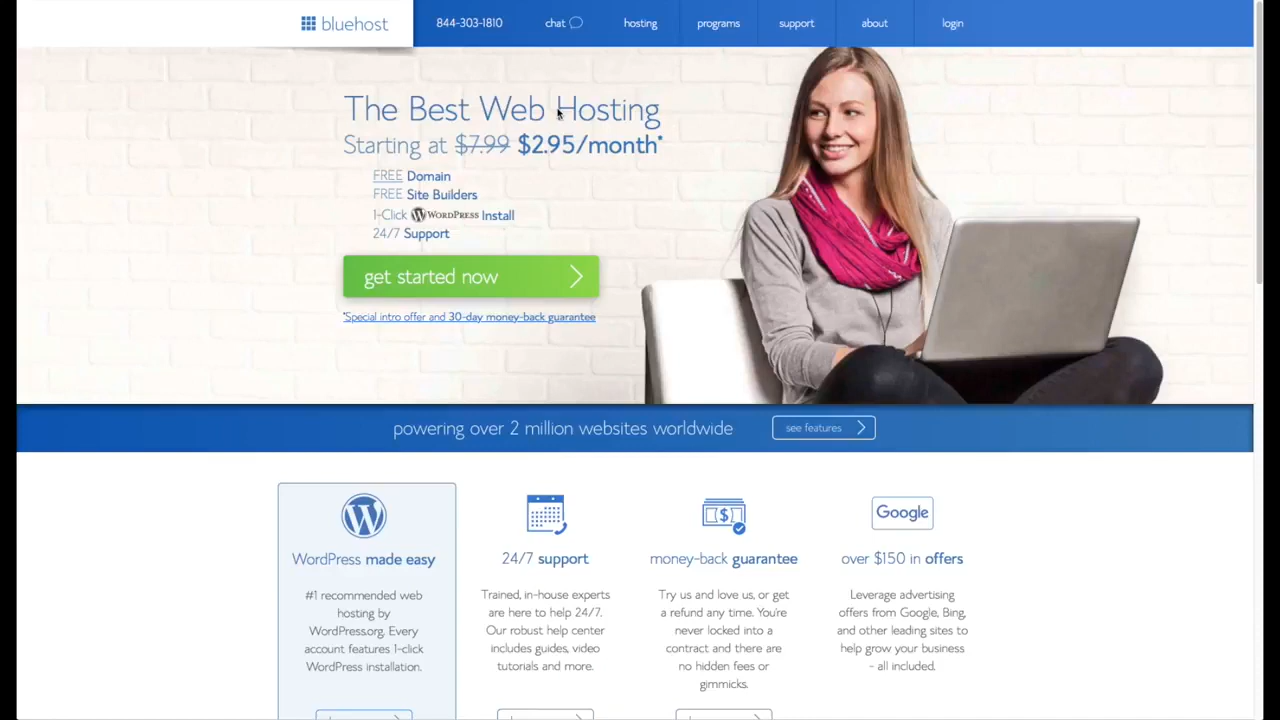 bluehost
844-303-1810
chat
hosting
programs
support
about
login
The Best Web Hosting
Starting at $7.99 $2.95/month*
FREE Domain
FREE Site Builders
1-Click WORDPRESS Install
24/7 Support
get started now
*Special intro offer and 30-day money-back guarantee
powering over 2 million websites worldwide
see features
WordPress made easy
#1 recommended web
hosting by
WordPress.org. Every
account features 1-click
WordPress installation.
24/7 support
Trained, in-house experts
are here to help 24/7.
Our robust help center
includes guides, video
tutorials and more.
money-back guarantee
Try us and love us, or get
a refund any time. You're
never locked into a
contract and there are
no hidden fees or
gimmicks.
Google
over $150 in offers
Leverage advertising
offers from Google, Bing,
and other leading sites to
help grow your business
- all included.